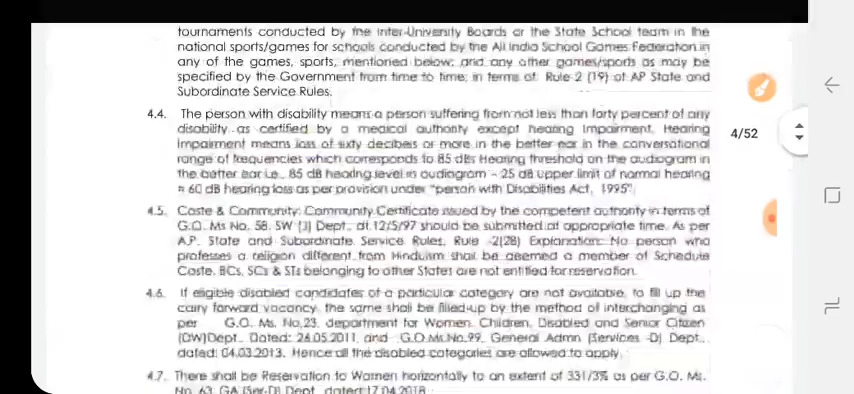 tournaments conducted by the Inter-University Boards or the State School team in the
national sports/games for schools conducted by the All India School Games Federation in
any of the games, sports, mentioned below; and any other games/sports as may be
specified by the Government from time to time; in terms of Rule-2 (19) of AP State and
Subordinate Service Rules.
4.4. The person with disability means a person suffering from not less than forty percent of any
disability as certified by a medical authority except hearing Impairment. Hearing
Impairment means loss of sixty decibels or more in the better ear in the conversational
range of frequencies which corresponds to 85 dBs Hearing threshold on the audiogram in
the better ear i.e., 85 dB hearing level in audiogram – 25 dB upper limit of normal hearing
= 60 dB hearing loss as per provision under "person with Disabilities Act, 1995".
4/52
4.5. Caste & Community: Community Certificate issued by the competent authority in terms of
G.O. Ms No. 58, SW (J) Dept., dt.12/5/97 should be submitted at appropriate time. As per
A.P. State and Subordinate Service Rules, Rule -2(28) Explanation: No person who
professes a religion different from Hinduism shall be deemed a member of Schedule
Caste. BCs, SCs & STs belonging to other States are not entitled for reservation.
4.6. If eligible disabled candidates of a particular category are not available, to fill up the
carry forward vacancy, the same shall be filled-up by the method of interchanging as
per G.O. Ms. No.23, department for Women, Children, Disabled and Senior Citizen
(DW)Dept., Dated: 26.05.2011, and G.O.Ms.No.99, General Admn (Services -D) Dept.,
dated: 04.03.2013. Hence all the disabled categories are allowed to apply.
4.7. There shall be Reservation to Women horizontally to an extent of 331/3% as per G.O. Ms.
No. 63, GA (Ser-D) Dept., dated:17.04.2018